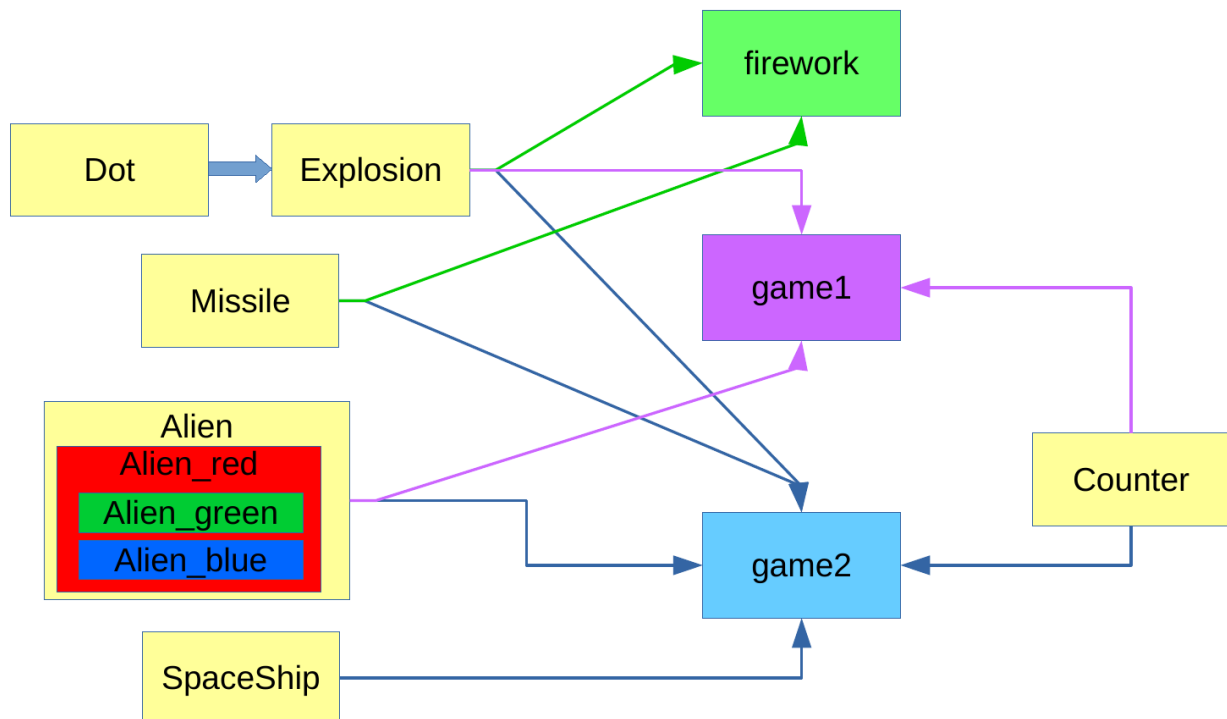 firework
Dot
Explosion
Missile
game1
Alien
Alien_red
Alien_green
Alien_blue
Counter
game2
SpaceShip